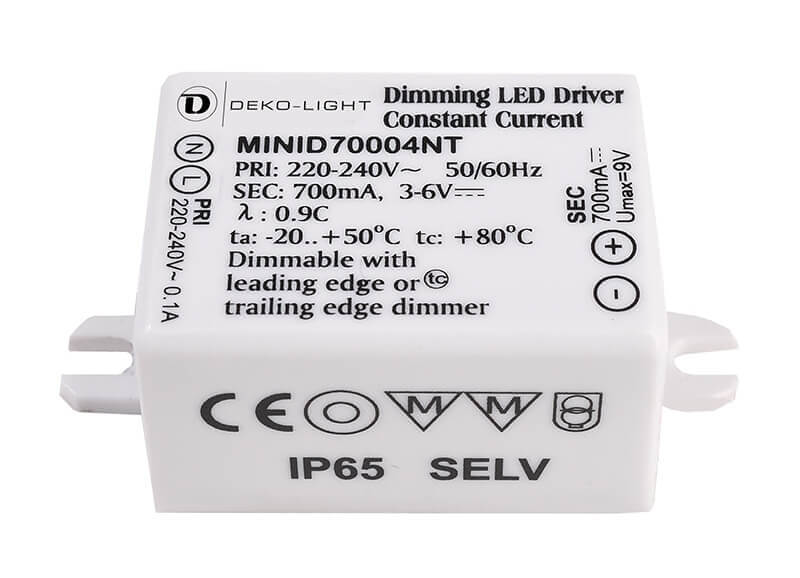 D DEKO-LIGHT
Dimming LED Driver
Constant Current
MINID70004NT
PRI: 220-240V~ 50/60Hz
SEC: 700mA, 3-6V⎓
λ : 0.9C
ta: -20..+50°C tc: +80°C
Dimmable with
leading edge or tc
trailing edge dimmer
N L PRI
220-240V~ 0.1A
SEC
700mA⎓
Umax=9V
+
-
CE M M
IP65 SELV